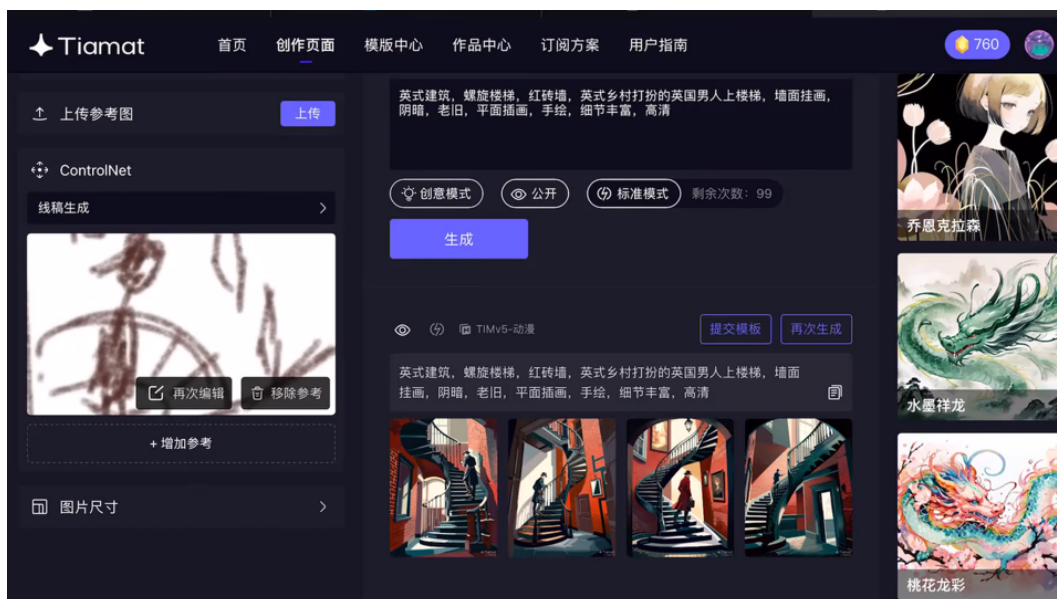 Tiamat
首页
创作页面
模版中心
作品中心
订阅方案
用户指南
760
上传参考图
上传
ControlNet
线稿生成
再次编辑
移除参考
+ 增加参考
图片尺寸
英式建筑，螺旋楼梯，红砖墙，英式乡村打扮的英国男人上楼梯，墙面挂画，
阴暗，老旧，平面插画，手绘，细节丰富，高清
创意模式
公开
标准模式
剩余次数：99
生成
TIMv5-动漫
提交模板
再次生成
英式建筑，螺旋楼梯，红砖墙，英式乡村打扮的英国男人上楼梯，墙面
挂画，阴暗，老旧，平面插画，手绘，细节丰富，高清
乔恩克拉森
水墨祥龙
桃花龙彩